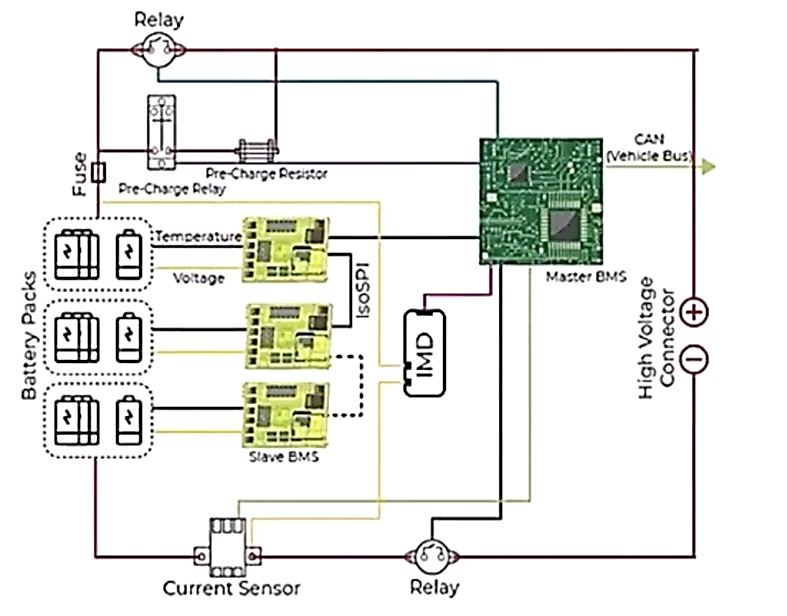 Relay
CAN
(Vehicle Bus)
Fuse
Pre-Charge Resistor
Pre-Charge Relay
Temperature
Voltage
IsoSPI
Master BMS
Battery Packs
IMD
High Voltage
Connector
+
−
Slave BMS
Current Sensor
Relay